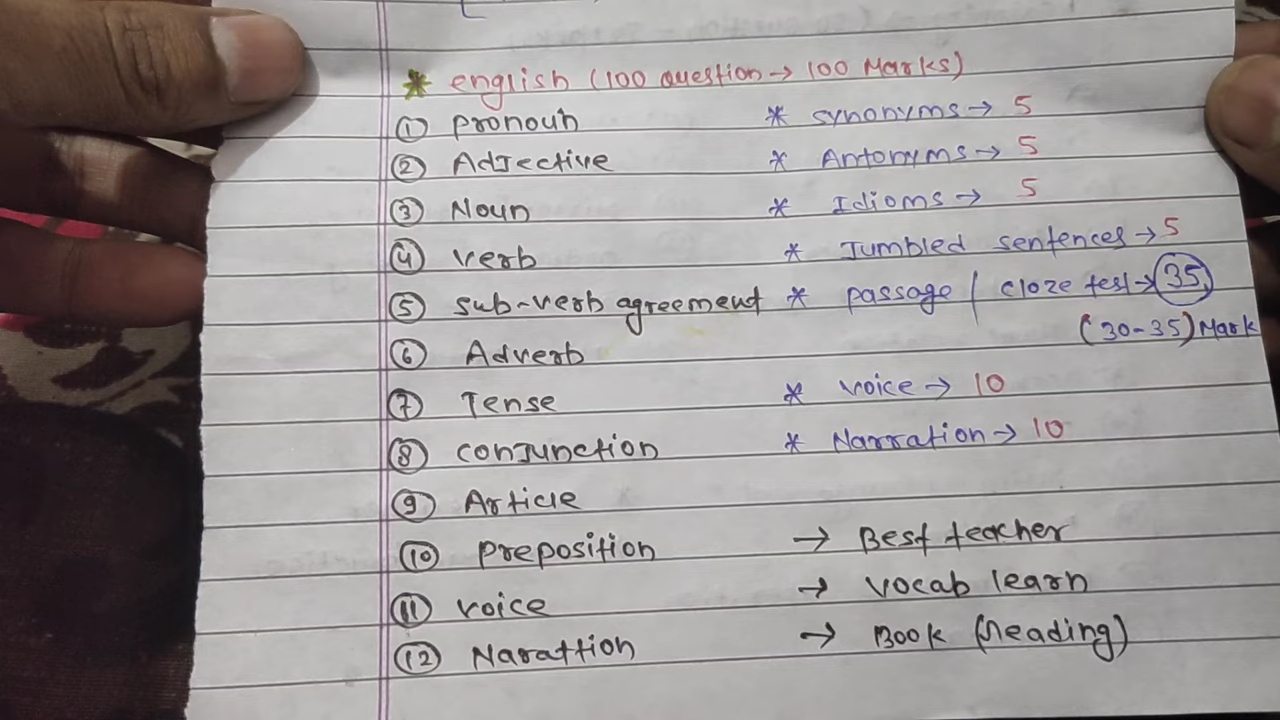 * english (100 question → 100 Marks)
① pronoun * synonyms → 5
② Adjective * Antonyms → 5
③ Noun * Idioms → 5
④ verb * Jumbled sentences → 5
⑤ sub-verb agreement * passage / cloze test → 35
(30-35) Mark
⑥ Adverb
⑦ Tense * voice → 10
⑧ conjunction * Narration → 10
⑨ Article
⑩ preposition → Best teacher
⑪ voice → vocab learn
⑫ Narattion → Book (Reading)